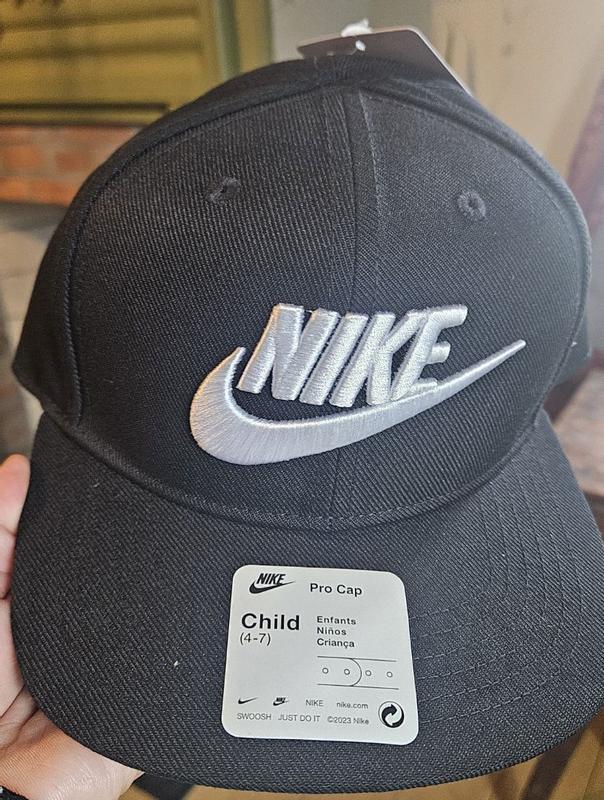 NIKE
NIKE Pro Cap
Child
(4-7)
Enfants
Niños
Criança
NIKE NIKE nike.com
SWOOSH JUST DO IT ©2023 Nike